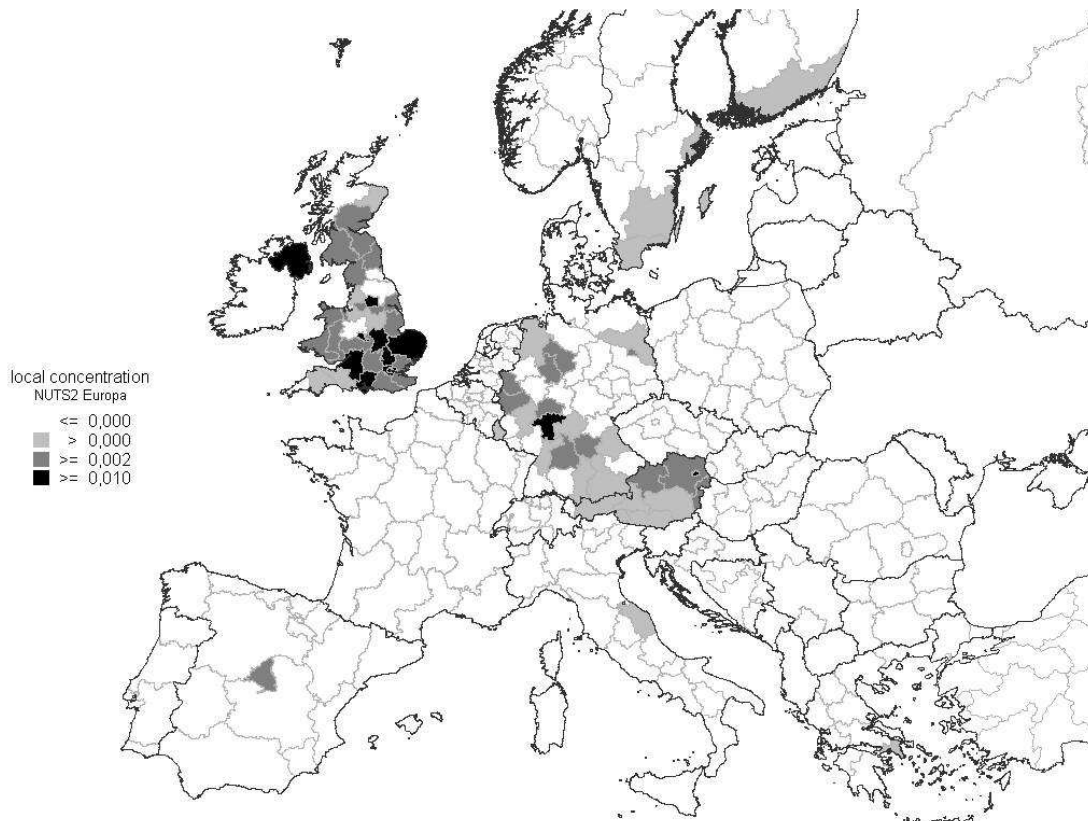 local concentration
NUTS2 Europa
<= 0,000
> 0,000
>= 0,002
>= 0,010